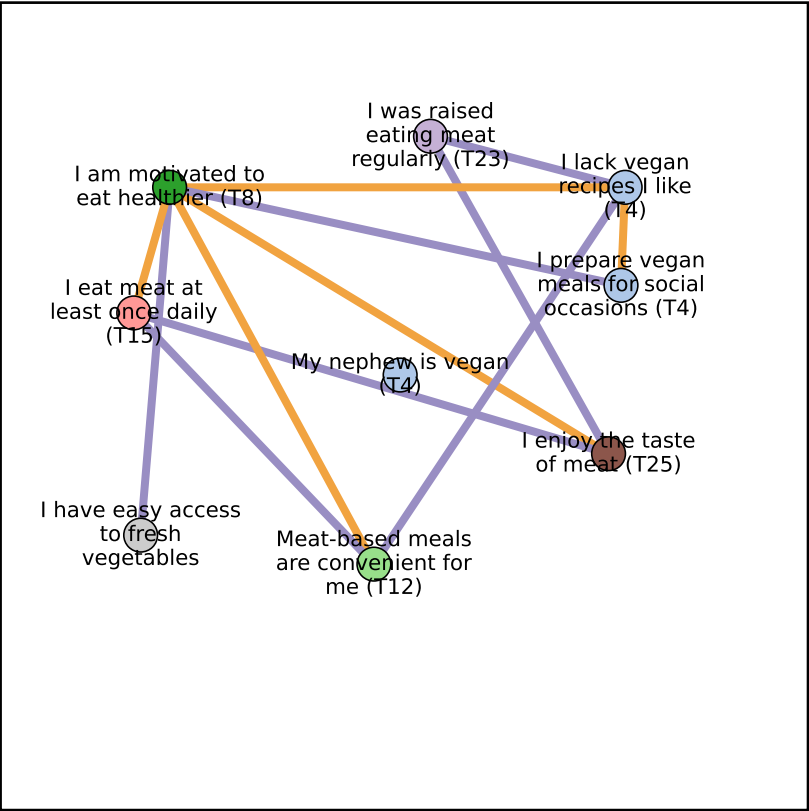 I was raised
eating meat
regularly (T23)
I lack vegan
recipes I like
(T4)
I am motivated to
eat healthier (T8)
I prepare vegan
meals for social
occasions (T4)
I eat meat at
least once daily
(T15)
My nephew is vegan
(T4)
I enjoy the taste
of meat (T25)
I have easy access
to fresh
vegetables
Meat-based meals
are convenient for
me (T12)